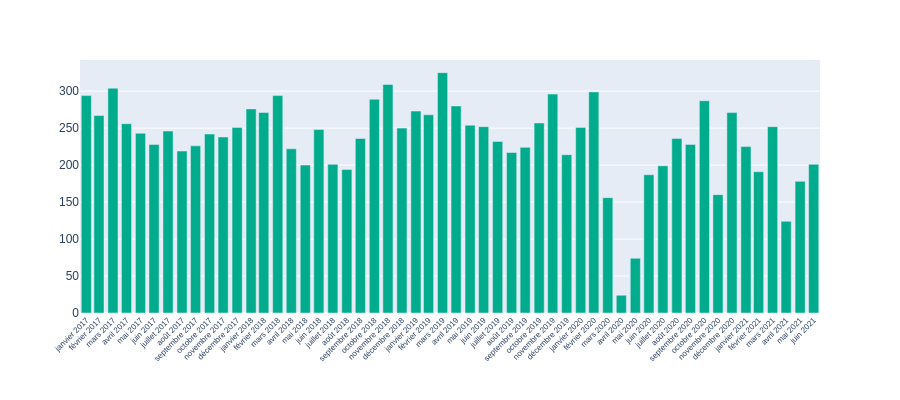 300
250
200
150
100
50
0
janvier 2017
février 2017
mars 2017
avril 2017
mai 2017
juin 2017
juillet 2017
août 2017
septembre 2017
octobre 2017
novembre 2017
décembre 2017
janvier 2018
février 2018
mars 2018
avril 2018
mai 2018
juin 2018
juillet 2018
août 2018
septembre 2018
octobre 2018
novembre 2018
décembre 2018
janvier 2019
février 2019
mars 2019
avril 2019
mai 2019
juin 2019
juillet 2019
août 2019
septembre 2019
octobre 2019
novembre 2019
décembre 2019
janvier 2020
février 2020
mars 2020
avril 2020
mai 2020
juin 2020
juillet 2020
août 2020
septembre 2020
octobre 2020
novembre 2020
décembre 2020
janvier 2021
février 2021
mars 2021
avril 2021
mai 2021
juin 2021